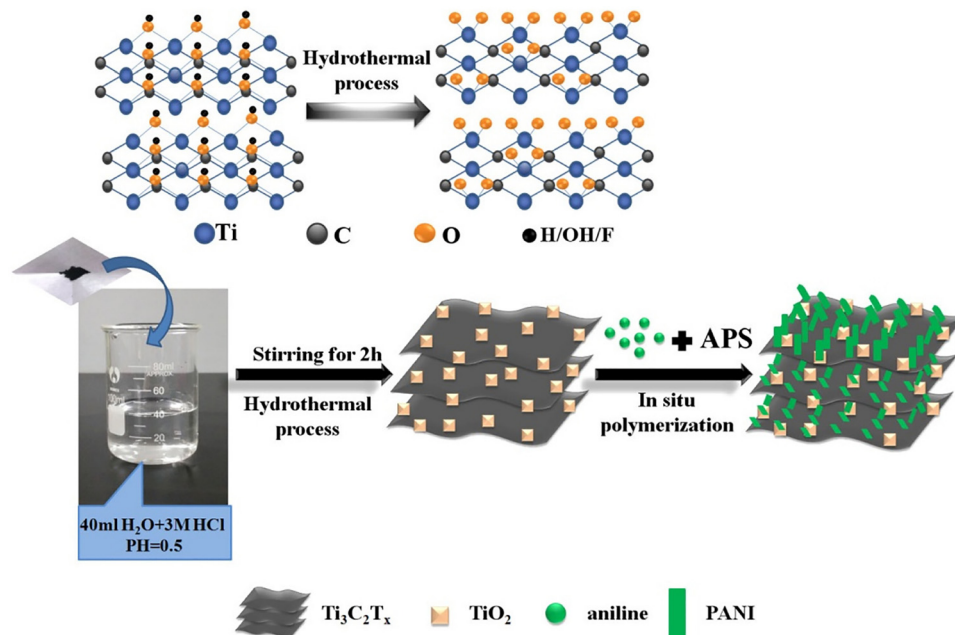 Hydrothermal
process
Ti
C
O
H/OH/F
80ml
APPROX
60
40
20
Stirring for 2h
Hydrothermal
process
+ APS
In situ
polymerization
40ml H₂O+3M HCl
PH=0.5
Ti₃C₂Tₓ
TiO₂
aniline
PANI